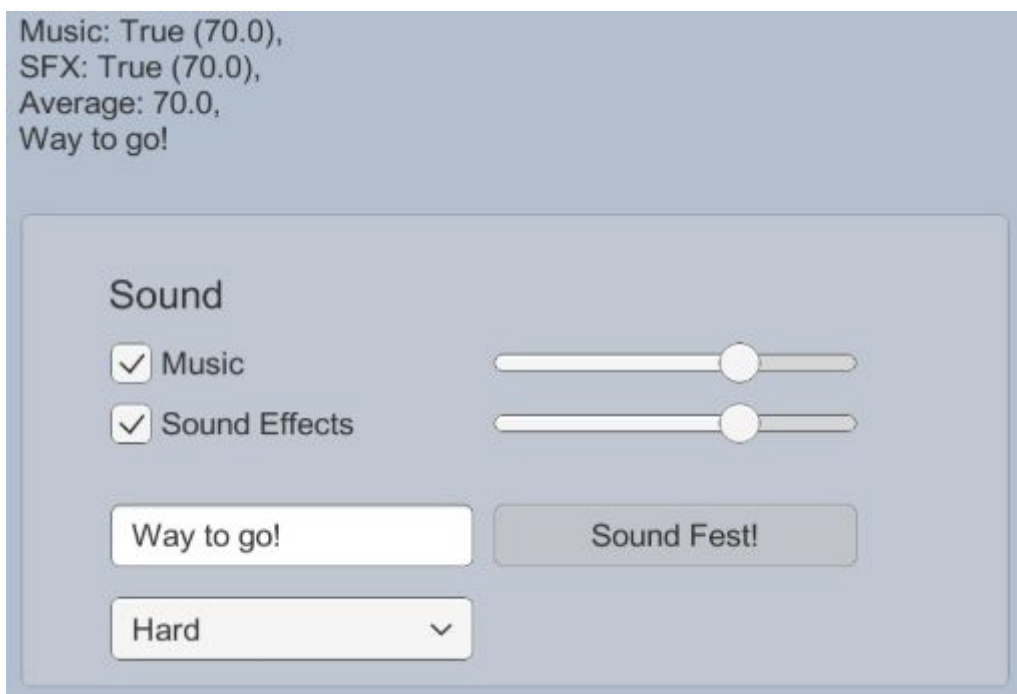 Music: True (70.0),
SFX: True (70.0),
Average: 70.0,
Way to go!
Sound
Music
Sound Effects
Way to go!
Sound Fest!
Hard